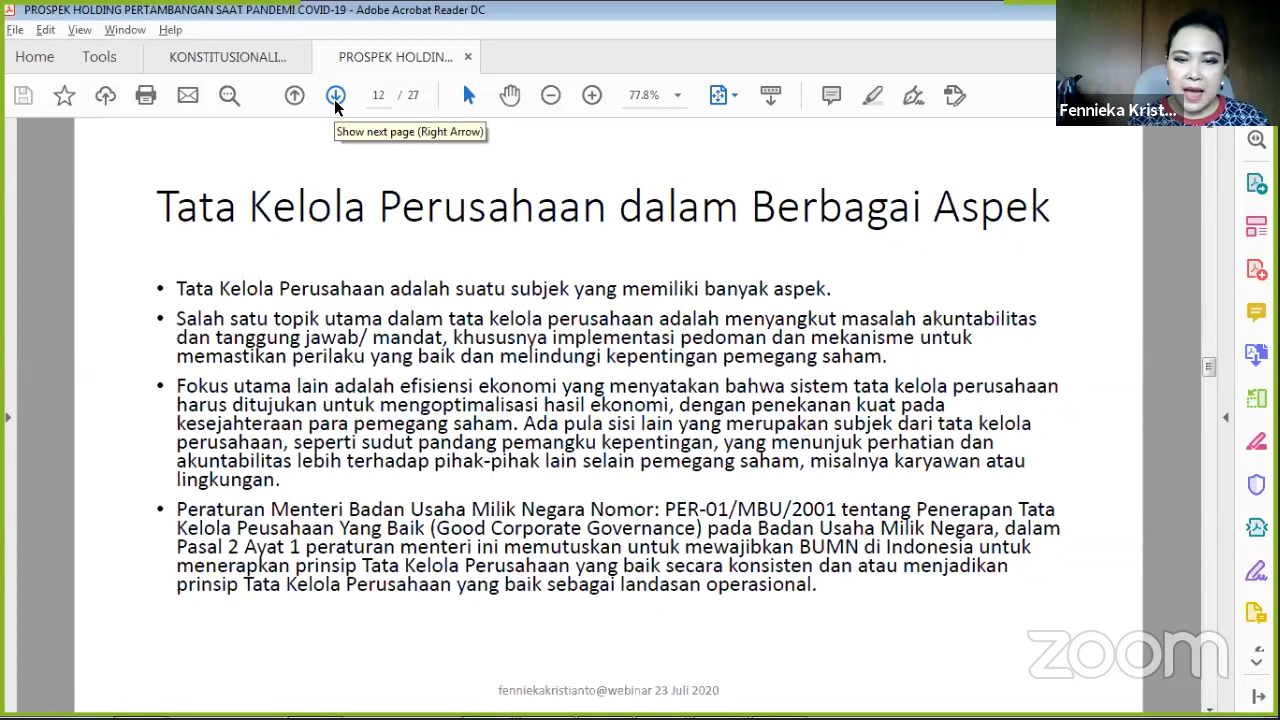 PROSPEK HOLDING PERTAMBANGAN SAAT PANDEMI COVID-19 - Adobe Acrobat Reader DC
File Edit View Window Help
Home Tools KONSTITUSIONALI... PROSPEK HOLDIN... ×
12 / 27 77.8%
Show next page (Right Arrow)
Fennieka Krist...
Tata Kelola Perusahaan dalam Berbagai Aspek
• Tata Kelola Perusahaan adalah suatu subjek yang memiliki banyak aspek.
• Salah satu topik utama dalam tata kelola perusahaan adalah menyangkut masalah akuntabilitas
dan tanggung jawab/ mandat, khususnya implementasi pedoman dan mekanisme untuk
memastikan perilaku yang baik dan melindungi kepentingan pemegang saham.
• Fokus utama lain adalah efisiensi ekonomi yang menyatakan bahwa sistem tata kelola perusahaan
harus ditujukan untuk mengoptimalisasi hasil ekonomi, dengan penekanan kuat pada
kesejahteraan para pemegang saham. Ada pula sisi lain yang merupakan subjek dari tata kelola
perusahaan, seperti sudut pandang pemangku kepentingan, yang menunjuk perhatian dan
akuntabilitas lebih terhadap pihak-pihak lain selain pemegang saham, misalnya karyawan atau
lingkungan.
• Peraturan Menteri Badan Usaha Milik Negara Nomor: PER-01/MBU/2001 tentang Penerapan Tata
Kelola Peusahaan Yang Baik (Good Corporate Governance) pada Badan Usaha Milik Negara, dalam
Pasal 2 Ayat 1 peraturan menteri ini memutuskan untuk mewajibkan BUMN di Indonesia untuk
menerapkan prinsip Tata Kelola Perusahaan yang baik secara konsisten dan atau menjadikan
prinsip Tata Kelola Perusahaan yang baik sebagai landasan operasional.
zoom
fenniekakristianto@webinar 23 Juli 2020